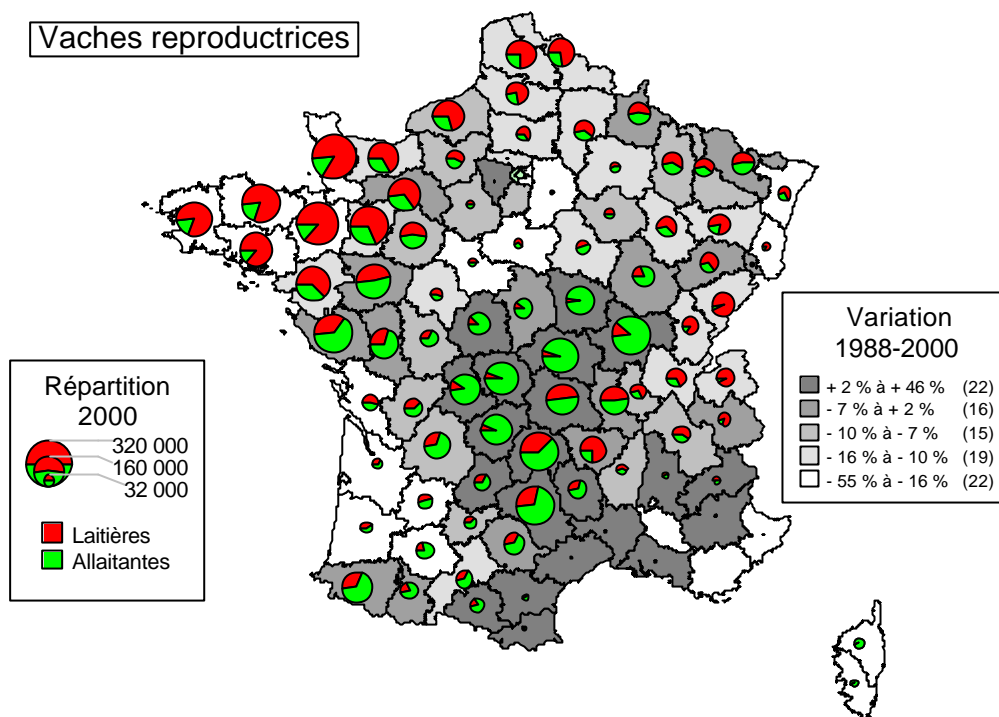 Vaches reproductrices
Répartition
2000
320 000
160 000
32 000
Laitières
Allaitantes
Variation
1988-2000
+ 2 % à + 46 % (22)
- 7 % à + 2 % (16)
- 10 % à - 7 % (15)
- 16 % à - 10 % (19)
- 55 % à - 16 % (22)